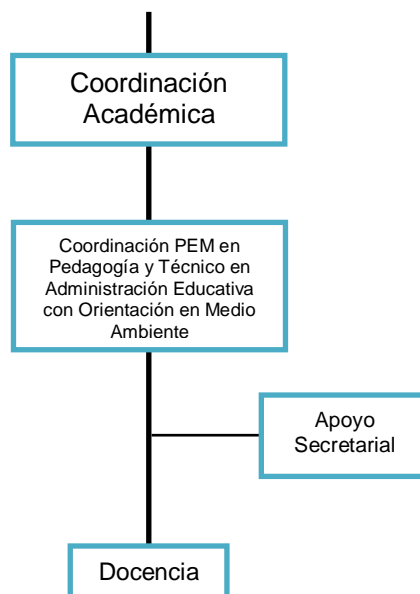 Coordinación
Académica
Coordinación PEM en
Pedagogía y Técnico en
Administración Educativa
con Orientación en Medio
Ambiente
Apoyo
Secretarial
Docencia